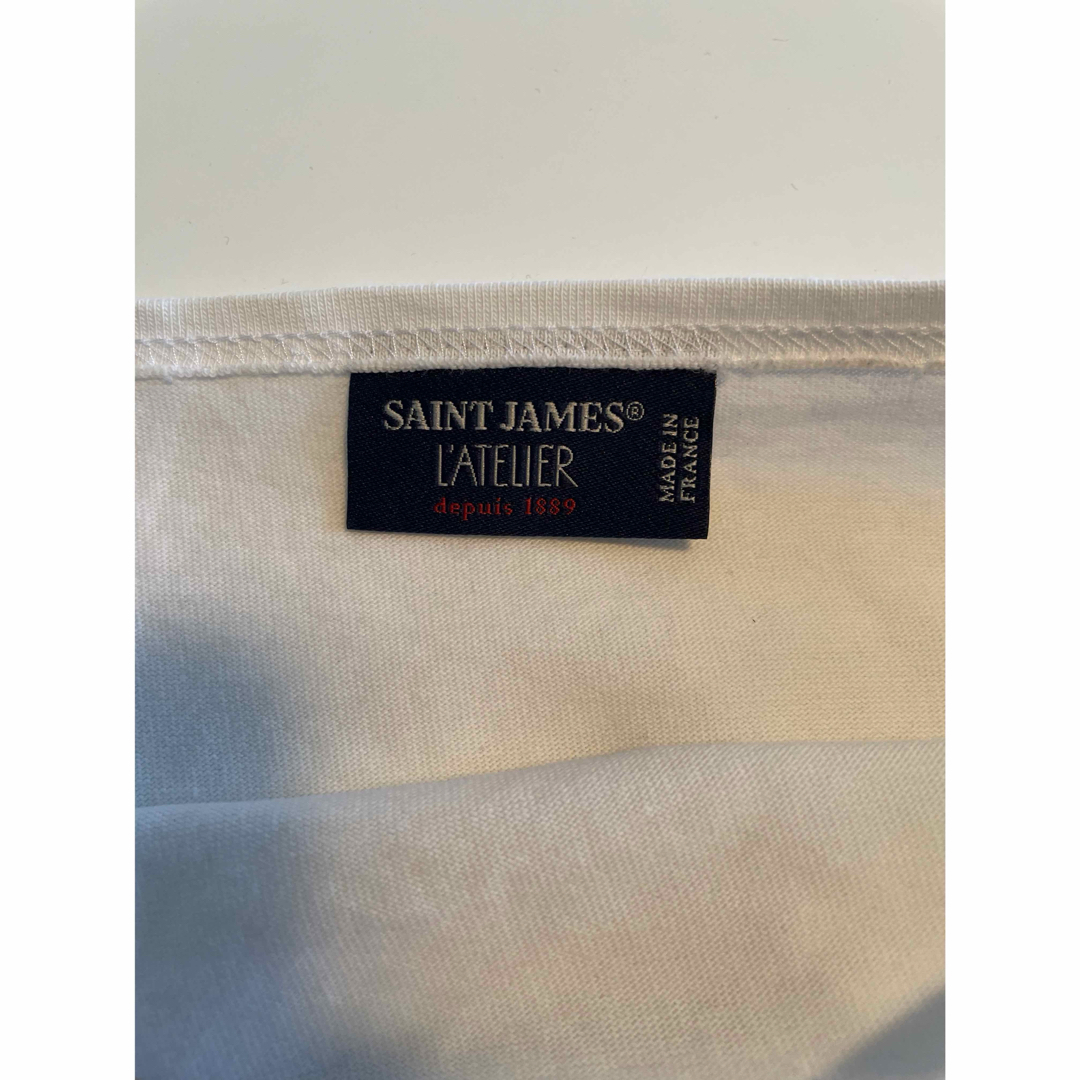 SAINT JAMES®
L'ATELIER
depuis 1889
MADE IN
FRANCE